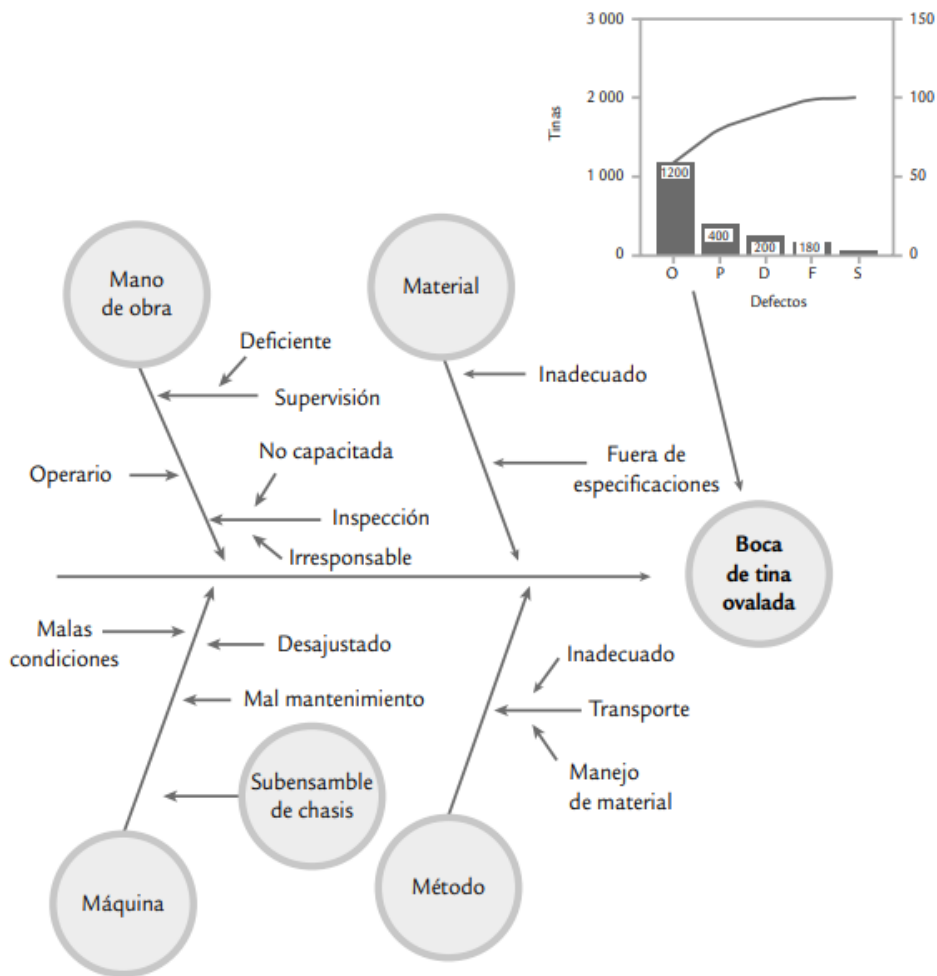 3 000
150
2 000
100
Tinas
1 000
50
1200
400
200
180
0
0
O
P
D
F
S
Defectos
Mano
de obra
Material
Deficiente
Supervisión
Inadecuado
Operario
No capacitada
Inspección
Irresponsable
Fuera de
especificaciones
Boca
de tina
ovalada
Malas
condiciones
Desajustado
Mal mantenimiento
Subensamble
de chasis
Máquina
Inadecuado
Transporte
Manejo
de material
Método